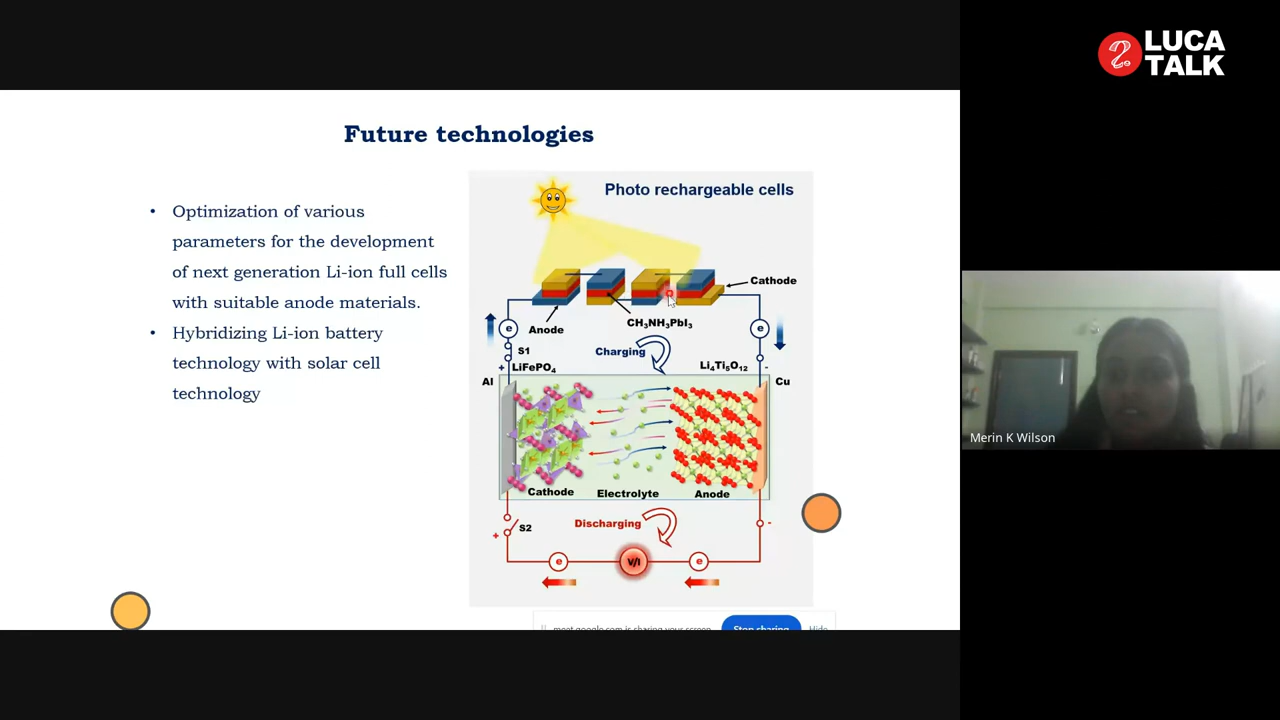 LUCA
TALK
Future technologies
• Optimization of various
parameters for the development
of next generation Li-ion full cells
with suitable anode materials.
• Hybridizing Li-ion battery
technology with solar cell
technology
Photo rechargeable cells
Cathode
Anode
CH₃NH₃PbI₃
e
e
S1
Charging
+
LiFePO₄
Li₄Ti₅O₁₂
-
Al
Cu
Cathode
Electrolyte
Anode
S2
Discharging
+
-
e
V/I
e
meet.google.com is sharing your screen.
Stop sharing
Hide
Merin K Wilson